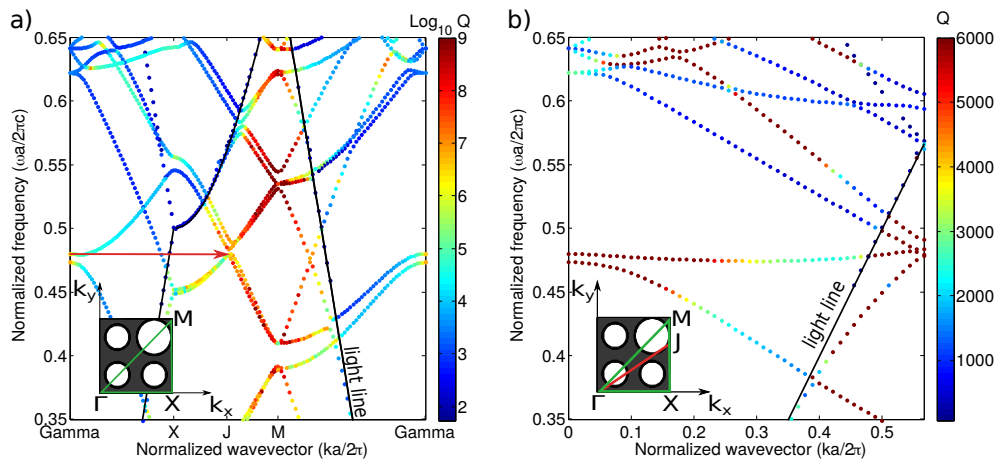 a)
Log₁₀ Q
Normalized frequency (ωa/2πc)
0.65
0.6
0.55
0.5
0.45
0.4
0.35
Gamma
X
J
M
Gamma
Normalized wavevector (ka/2π)
light line
k_y
M
Γ
X
k_x
9
8
7
6
5
4
3
2
b)
Q
Normalized frequency (ωa/2πc)
0.65
0.6
0.55
0.5
0.45
0.4
0.35
0
0.1
0.2
0.3
0.4
0.5
Normalized wavevector (ka/2π)
light line
k_y
M
J
Γ
X
k_x
6000
5000
4000
3000
2000
1000